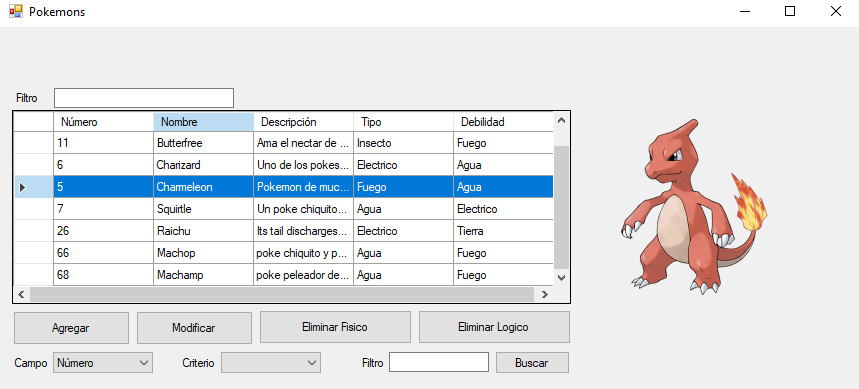 Pokemons
Filtro
Número Nombre Descripción Tipo Debilidad
11 Butterfree Ama el nectar de ... Insecto Fuego
6 Charizard Uno de los pokes... Electrico Agua
5 Charmeleon Pokemon de muc... Fuego Agua
7 Squirtle Un poke chiquito... Agua Electrico
26 Raichu Its tail discharges... Electrico Tierra
66 Machop poke chiquito y p... Agua Fuego
68 Machamp poke peleador de... Agua Fuego
Agregar Modificar Eliminar Fisico Eliminar Logico
Campo Número Criterio Filtro Buscar